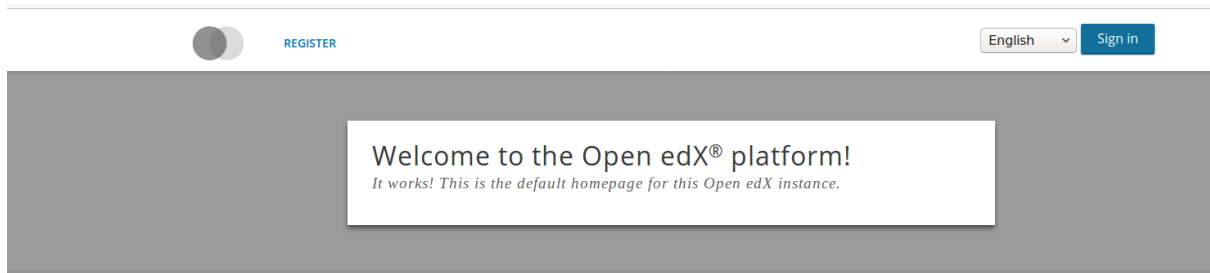 REGISTER
English
Sign in
Welcome to the Open edX® platform!
It works! This is the default homepage for this Open edX instance.